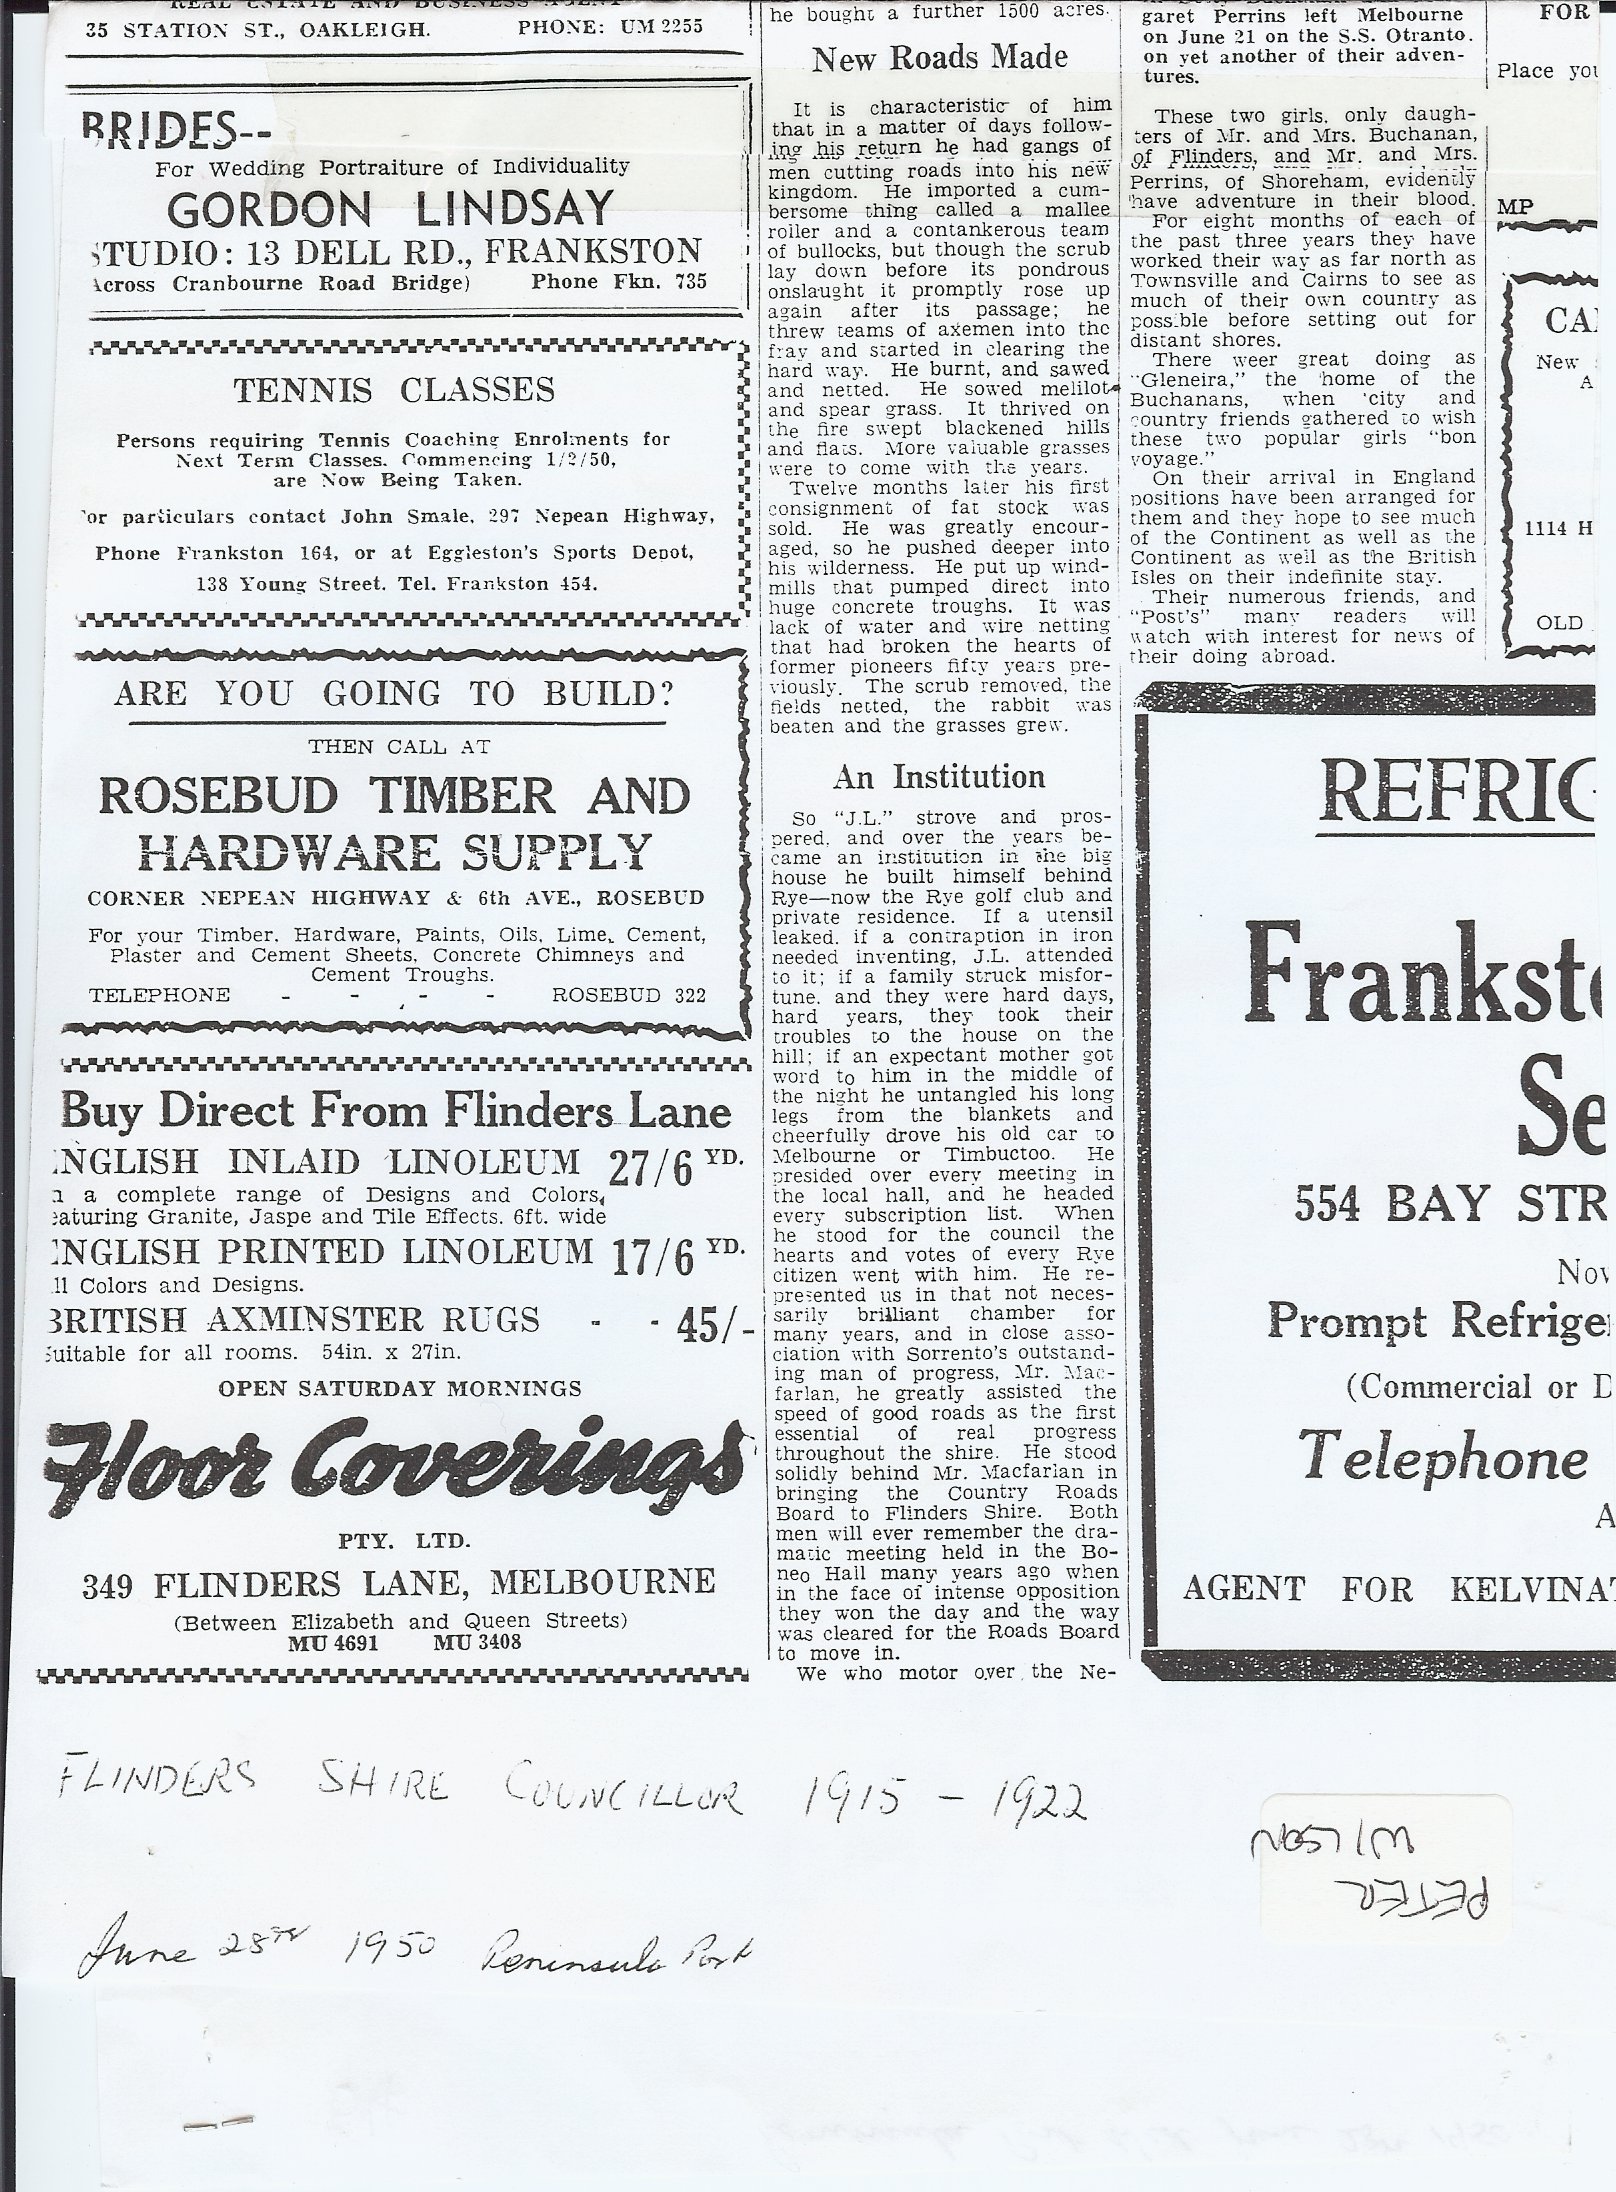 REAL ESTATE AND BUSINESS AGENT
35 STATION ST., OAKLEIGH. PHONE: UM 2255
BRIDES--
For Wedding Portraiture of Individuality
GORDON LINDSAY
STUDIO: 13 DELL RD., FRANKSTON
Across Cranbourne Road Bridge) Phone Fkn. 735
TENNIS CLASSES
Persons requiring Tennis Coaching Enrolments for
Next Term Classes. Commencing 1/2/50,
are Now Being Taken.
For particulars contact John Smale, 297 Nepean Highway,
Phone Frankston 164, or at Eggleston's Sports Depot,
138 Young Street. Tel. Frankston 454.
ARE YOU GOING TO BUILD?
THEN CALL AT
ROSEBUD TIMBER AND
HARDWARE SUPPLY
CORNER NEPEAN HIGHWAY & 6th AVE., ROSEBUD
For your Timber, Hardware, Paints, Oils, Lime, Cement,
Plaster and Cement Sheets, Concrete Chimneys and
Cement Troughs.
TELEPHONE - - - - ROSEBUD 322
Buy Direct From Flinders Lane
ENGLISH INLAID LINOLEUM 27/6 YD.
a complete range of Designs and Colors,
eaturing Granite, Jaspe and Tile Effects. 6ft. wide
ENGLISH PRINTED LINOLEUM 17/6 YD.
ll Colors and Designs.
BRITISH AXMINSTER RUGS - - 45/-
Suitable for all rooms. 54in. x 27in.
OPEN SATURDAY MORNINGS
Floor Coverings
PTY. LTD.
349 FLINDERS LANE, MELBOURNE
(Between Elizabeth and Queen Streets)
MU 4691 MU 3408
he bought a further 1500 acres.
New Roads Made
It is characteristic of him
that in a matter of days follow-
ing his return he had gangs of
men cutting roads into his new
kingdom. He imported a cum-
bersome thing called a mallee
roller and a contankerous team
of bullocks, but though the scrub
lay down before its pondrous
onslaught it promptly rose up
again after its passage; he
threw teams of axemen into the
fray and started in clearing the
hard way. He burnt, and sawed
and netted. He sowed melilot
and spear grass. It thrived on
the fire swept blackened hills
and flats. More valuable grasses
were to come with the years.
Twelve months later his first
consignment of fat stock was
sold. He was greatly encour-
aged, so he pushed deeper into
his wilderness. He put up wind-
mills that pumped direct into
huge concrete troughs. It was
lack of water and wire netting
that had broken the hearts of
former pioneers fifty years pre-
viously. The scrub removed, the
fields netted, the rabbit was
beaten and the grasses grew.
An Institution
So "J.L." strove and pros-
pered, and over the years be-
came an institution in the big
house he built himself behind
Rye—now the Rye golf club and
private residence. If a utensil
leaked, if a contraption in iron
needed inventing, J.L. attended
to it; if a family struck misfor-
tune, and they were hard days,
hard years, they took their
troubles to the house on the
hill; if an expectant mother got
word to him in the middle of
the night he untangled his long
legs from the blankets and
cheerfully drove his old car to
Melbourne or Timbuctoo. He
presided over every meeting in
the local hall, and he headed
every subscription list. When
he stood for the council the
hearts and votes of every Rye
citizen went with him. He re-
presented us in that not neces-
sarily brilliant chamber for
many years, and in close asso-
ciation with Sorrento's outstand-
ing man of progress, Mr. Mac-
farlan, he greatly assisted the
speed of good roads as the first
essential of real progress
throughout the shire. He stood
solidly behind Mr. Macfarlan in
bringing the Country Roads
Board to Flinders Shire. Both
men will ever remember the dra-
matic meeting held in the Bo-
neo Hall many years ago when
in the face of intense opposition
they won the day and the way
was cleared for the Roads Board
to move in.
We who motor over the Ne-
garet Perrins left Melbourne
on June 21 on the S.S. Otranto.
on yet another of their adven-
tures.
These two girls, only daugh-
ters of Mr. and Mrs. Buchanan,
of Flinders, and Mr. and Mrs.
Perrins, of Shoreham, evidently
have adventure in their blood.
For eight months of each of
the past three years they have
worked their way as far north as
Townsville and Cairns to see as
much of their own country as
possible before setting out for
distant shores.
There weer great doing as
"Gleneira," the home of the
Buchanans, when city and
country friends gathered to wish
these two popular girls "bon
voyage."
On their arrival in England
positions have been arranged for
them and they hope to see much
of the Continent as well as the
Continent as well as the British
Isles on their indefinite stay.
Their numerous friends, and
"Post's" many readers will
watch with interest for news of
their doing abroad.
FOR
Place you
MP
CA
New
A
1114 H
OLD
REFRIG
Franksto
Se
554 BAY STR
Nov
Prompt Refriger
(Commercial or D
Telephone
A
AGENT FOR KELVINAT
FLINDERS SHIRE COUNCILLOR 1915 - 1922
PETER
WILSON
June 28TH 1950 Peninsula Post